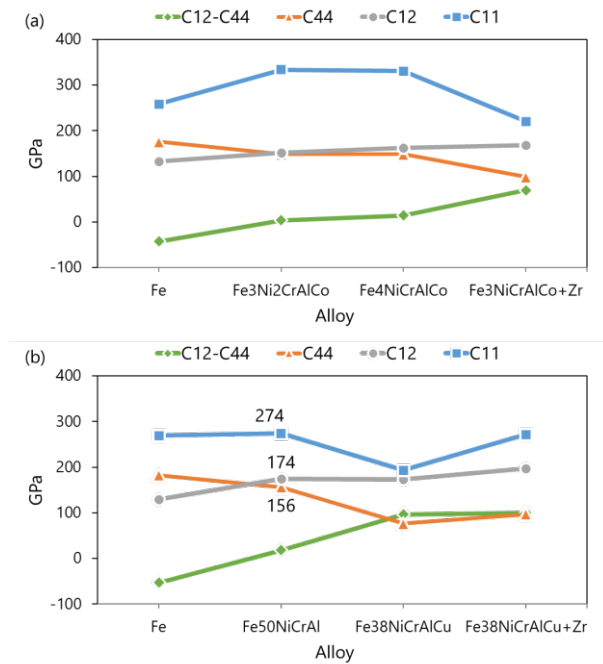 (a)
C12-C44 C44 C12 C11
400
300
200
100
0
-100
GPa
Fe Fe3Ni2CrAlCo Fe4NiCrAlCo Fe3NiCrAlCo+Zr
Alloy
(b)
C12-C44 C44 C12 C11
400
300
200
100
0
-100
GPa
274
174
156
Fe Fe50NiCrAl Fe38NiCrAlCu Fe38NiCrAlCu+Zr
Alloy